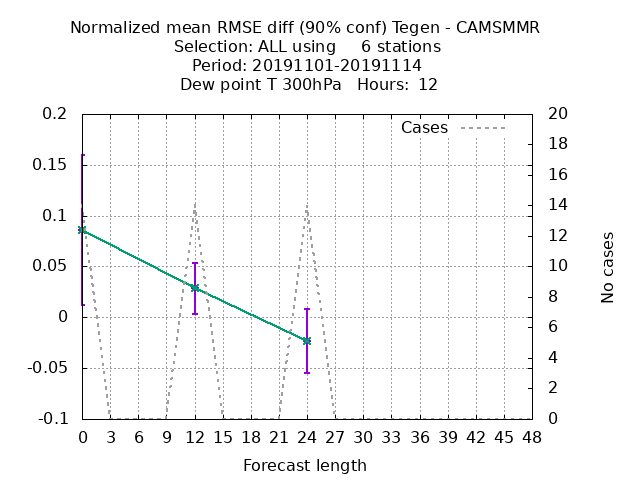 Normalized mean RMSE diff (90% conf) Tegen - CAMSMMR
Selection: ALL using     6 stations
Period: 20191101-20191114
Dew point T 300hPa   Hours:  12
Cases
0.2
0.15
0.1
0.05
0
-0.05
-0.1
20
18
16
14
12
10
8
6
4
2
0
No cases
0 3 6 9 12 15 18 21 24 27 30 33 36 39 42 45 48
Forecast length